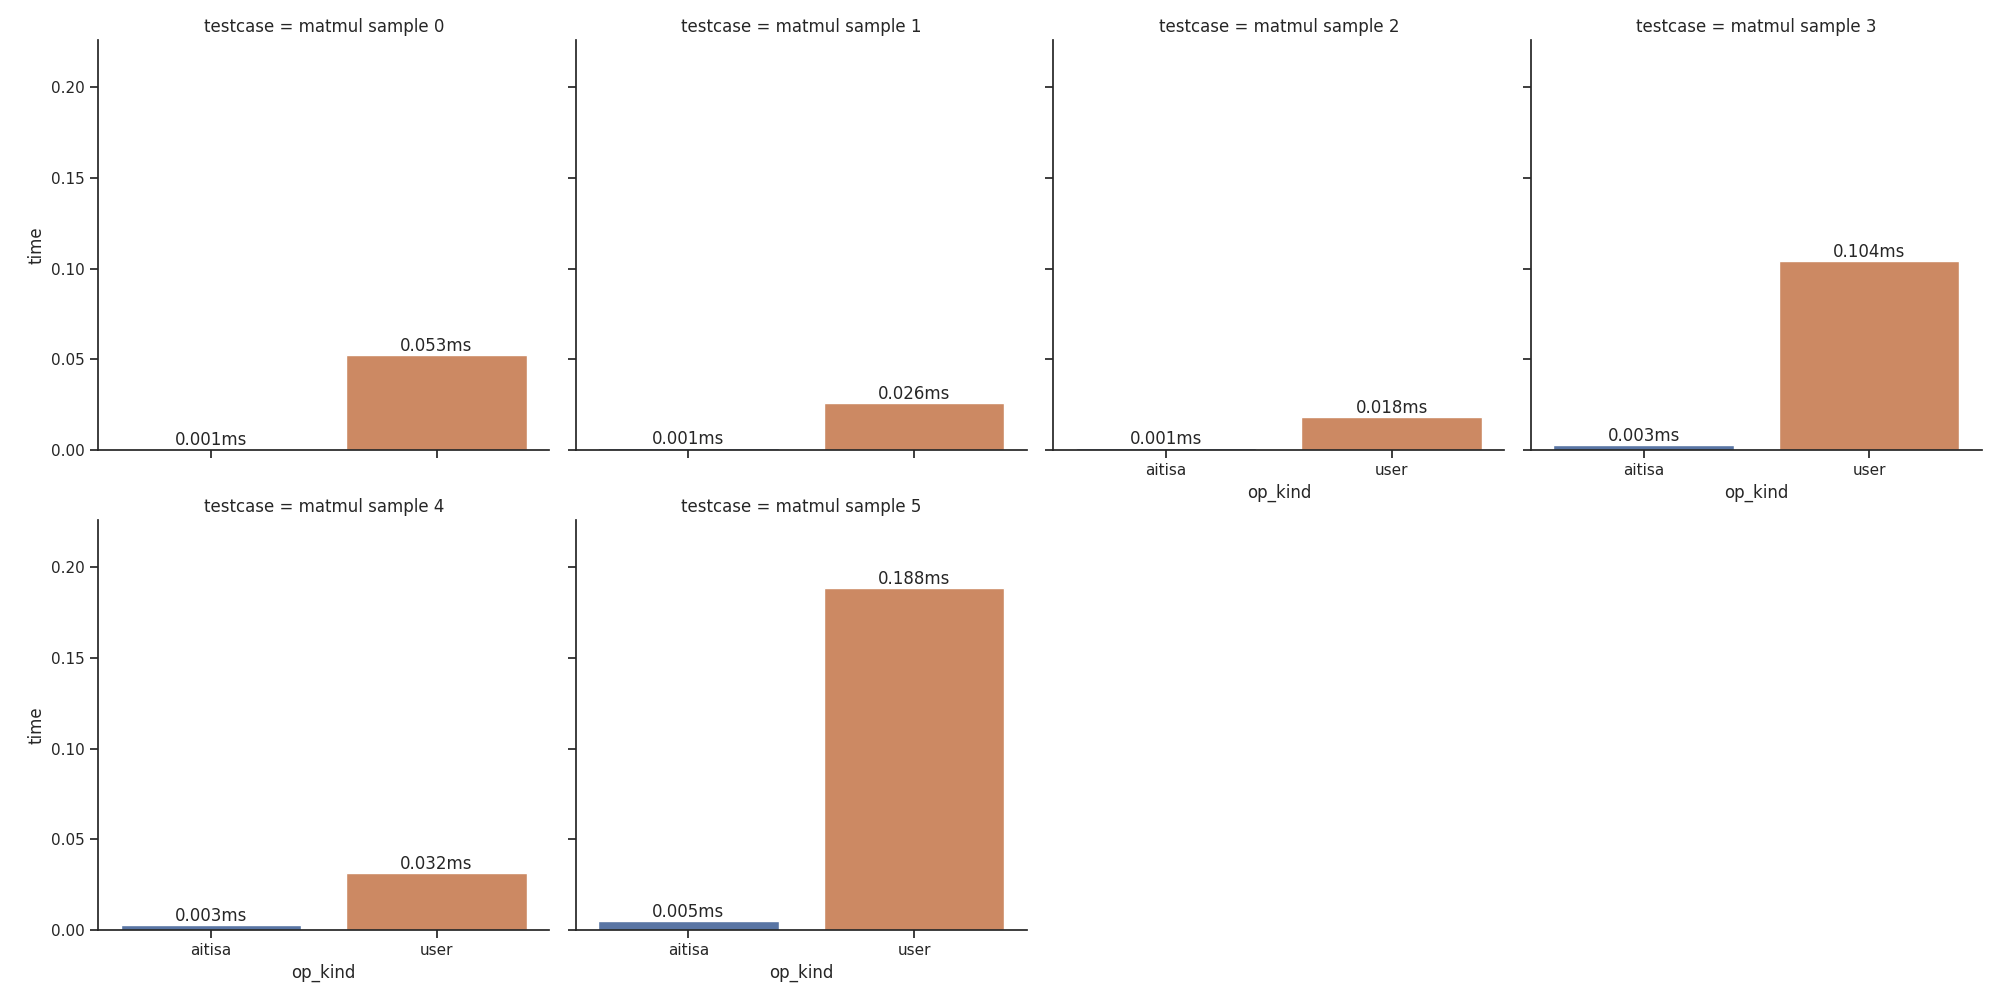 testcase = matmul sample 0
0.20
0.15
0.10
0.05
0.00
time
0.001ms
0.053ms
testcase = matmul sample 1
0.001ms
0.026ms
testcase = matmul sample 2
0.001ms
0.018ms
aitisa
user
op_kind
testcase = matmul sample 3
0.003ms
0.104ms
aitisa
user
op_kind
testcase = matmul sample 4
0.20
0.15
0.10
0.05
0.00
time
0.003ms
0.032ms
aitisa
user
op_kind
testcase = matmul sample 5
0.005ms
0.188ms
aitisa
user
op_kind